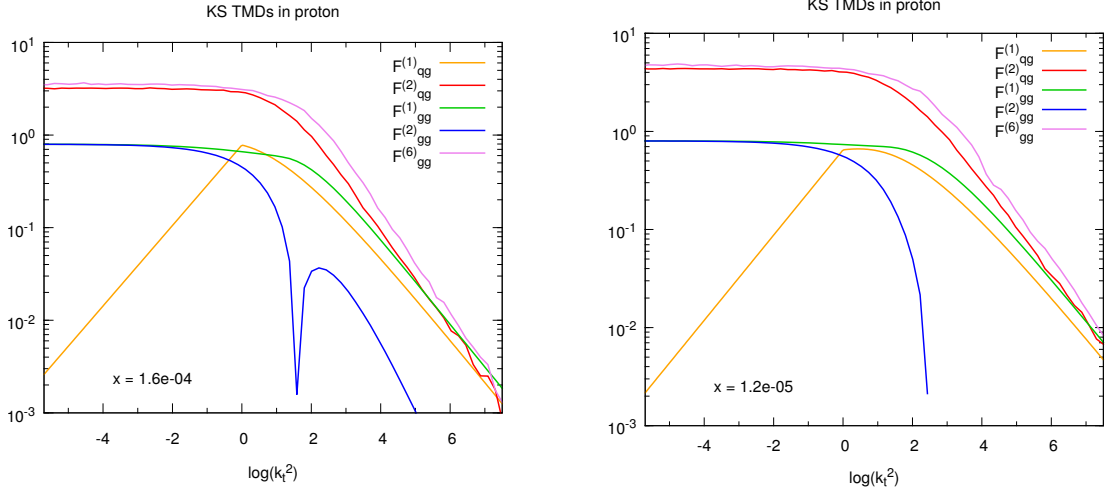 KS TMDs in proton
10^1
10^0
10^-1
10^-2
10^-3
F^(1)_qg
F^(2)_qg
F^(1)_gg
F^(2)_gg
F^(6)_gg
x = 1.6e-04
-4 -2 0 2 4 6
log(k_t^2)
KS TMDs in proton
10^1
10^0
10^-1
10^-2
10^-3
F^(1)_qg
F^(2)_qg
F^(1)_gg
F^(2)_gg
F^(6)_gg
x = 1.2e-05
-4 -2 0 2 4 6
log(k_t^2)